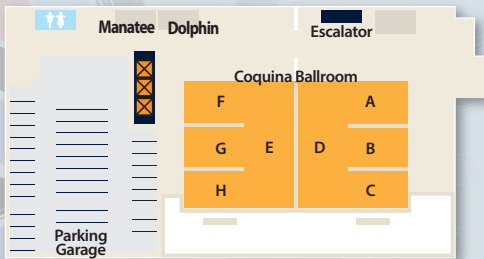 Manatee Dolphin
Escalator
Coquina Ballroom
F
A
G
E
D
B
H
C
Parking
Garage